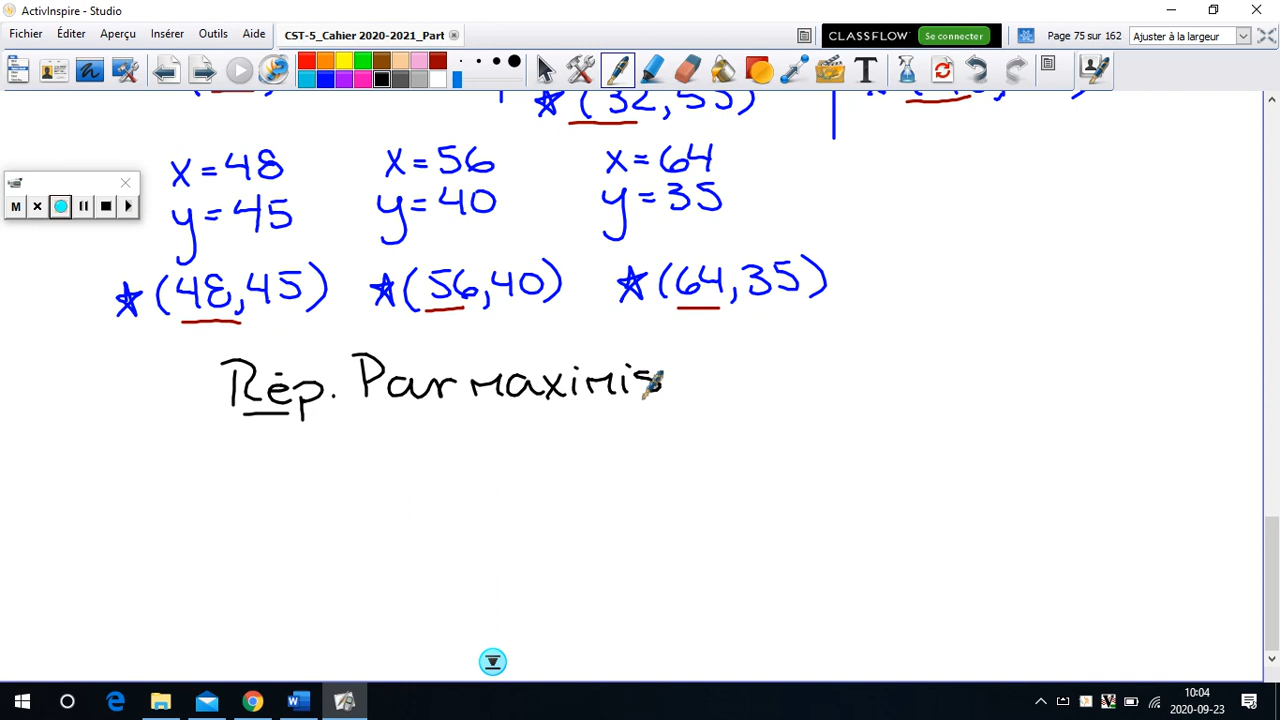 ActivInspire - Studio
Fichier Éditer Aperçu Insérer Outils Aide CST-5_Cahier 2020-2021_Part CLASSFLOW Se connecter Page 75 sur 162 Ajuster à la largeur
★(32,55)
x=48 x=56 x=64
y=45 y=40 y=35
★(48,45) ★(56,40) ★(64,35)
M
Rép. Par maximis
10:04
2020-09-23